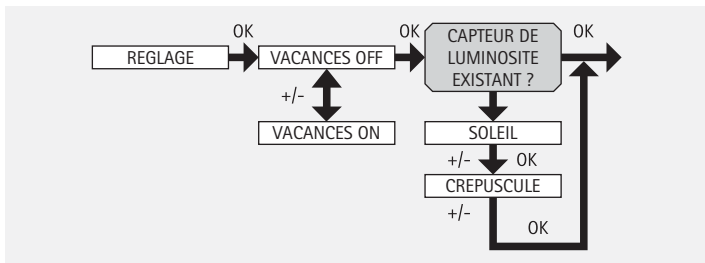 OK
OK
CAPTEUR DE
OK
REGLAGE
VACANCES OFF
LUMINOSITE
EXISTANT ?
+/-
VACANCES ON
SOLEIL
+/-
OK
CREPUSCULE
+/-
OK